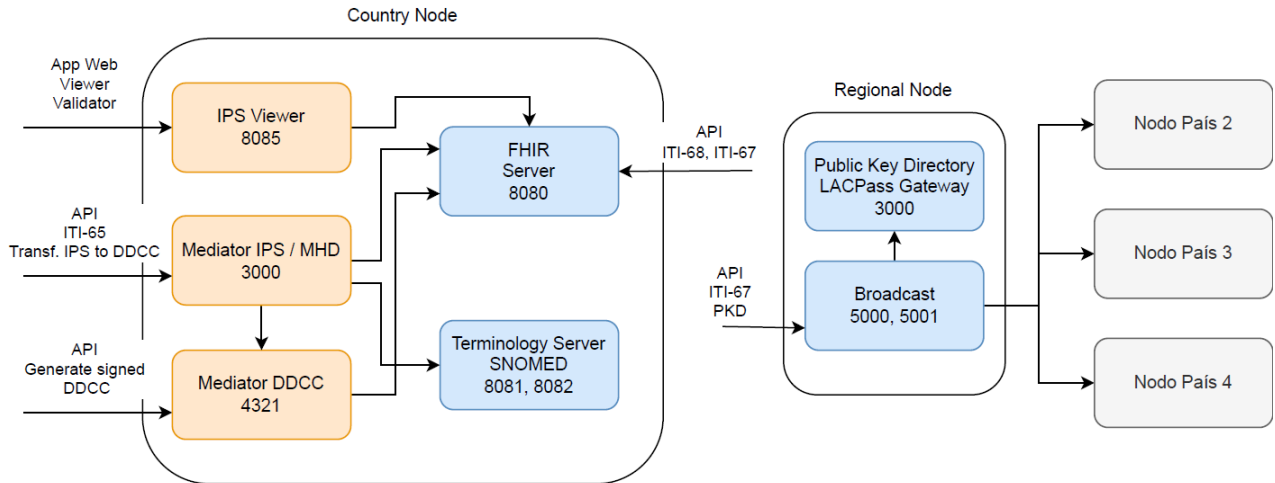 Country Node
App Web
Viewer
Validator
IPS Viewer
8085
FHIR
Server
8080
API
ITI-68, ITI-67
API
ITI-65
Transf. IPS to DDCC
Mediator IPS / MHD
3000
API
Generate signed
DDCC
Mediator DDCC
4321
Terminology Server
SNOMED
8081, 8082
Regional Node
Public Key Directory
LACPass Gateway
3000
API
ITI-67
PKD
Broadcast
5000, 5001
Nodo País 2
Nodo País 3
Nodo País 4